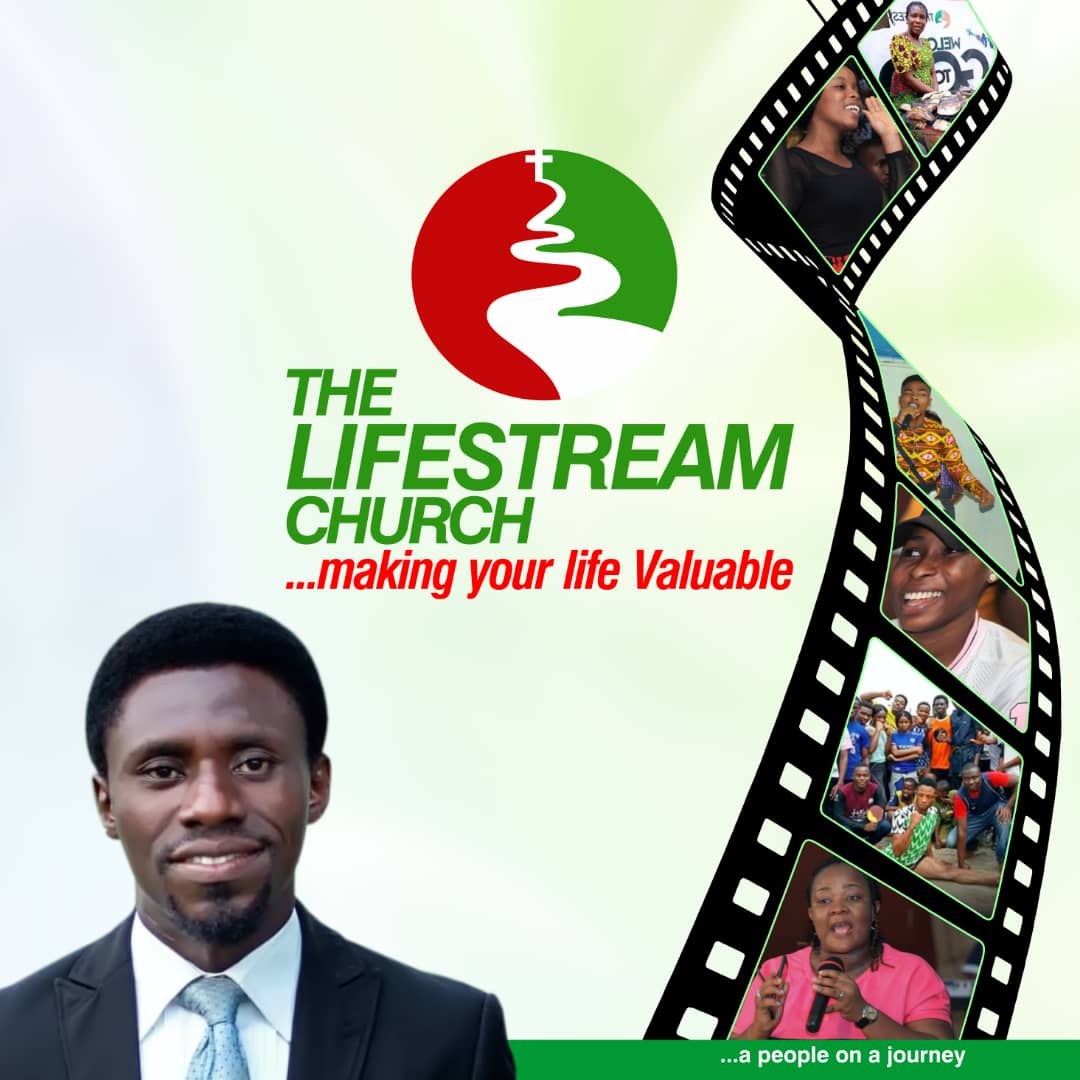 THE
LIFESTREAM
CHURCH
...making your life Valuable
...a people on a journey